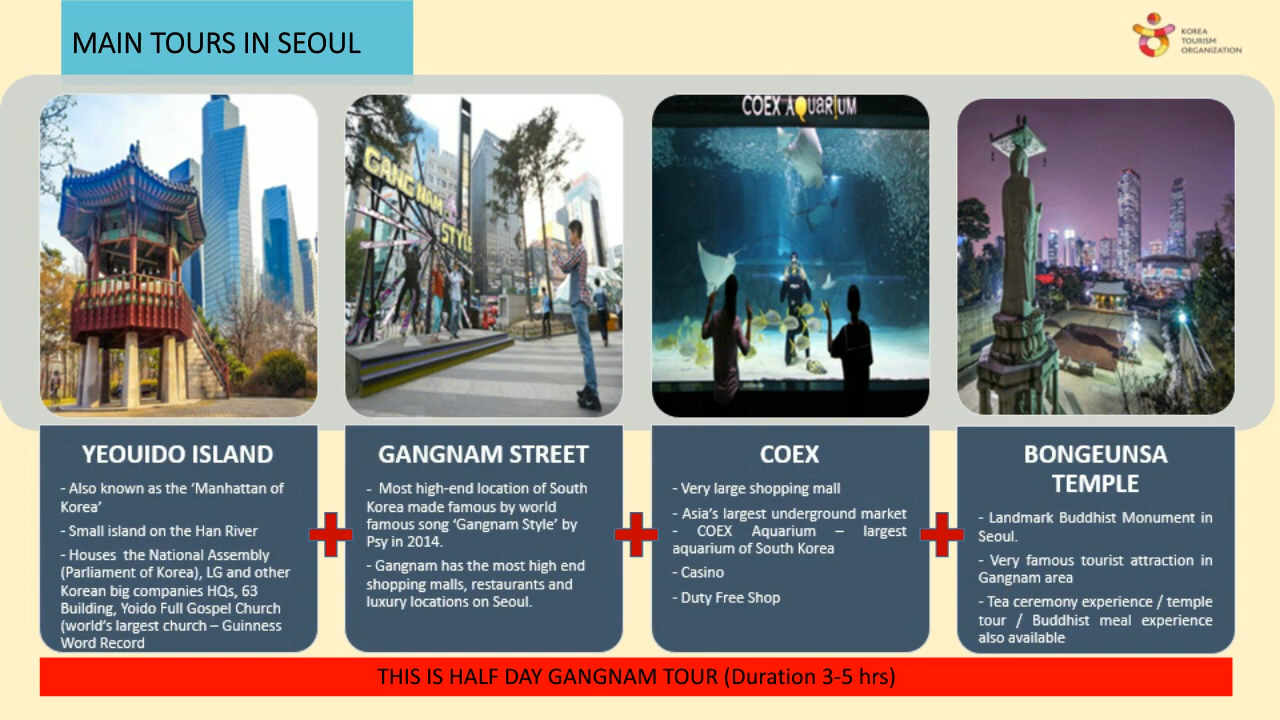 MAIN TOURS IN SEOUL
KOREA
TOURISM
ORGANIZATION
GANGNAM
STYLE
COEX AQUARIUM
YEOUIDO ISLAND
- Also known as the ‘Manhattan of
Korea’
- Small island on the Han River
- Houses the National Assembly
(Parliament of Korea), LG and other
Korean big companies HQs, 63
Building, Yoido Full Gospel Church
(world’s largest church – Guinness
Word Record
GANGNAM STREET
- Most high-end location of South
Korea made famous by world
famous song ‘Gangnam Style’ by
Psy in 2014.
- Gangnam has the most high end
shopping malls, restaurants and
luxury locations on Seoul.
COEX
- Very large shopping mall
- Asia’s largest underground market
- COEX Aquarium – largest
aquarium of South Korea
- Casino
- Duty Free Shop
BONGEUNSA
TEMPLE
- Landmark Buddhist Monument in
Seoul.
- Very famous tourist attraction in
Gangnam area
- Tea ceremony experience / temple
tour / Buddhist meal experience
also available
THIS IS HALF DAY GANGNAM TOUR (Duration 3-5 hrs)